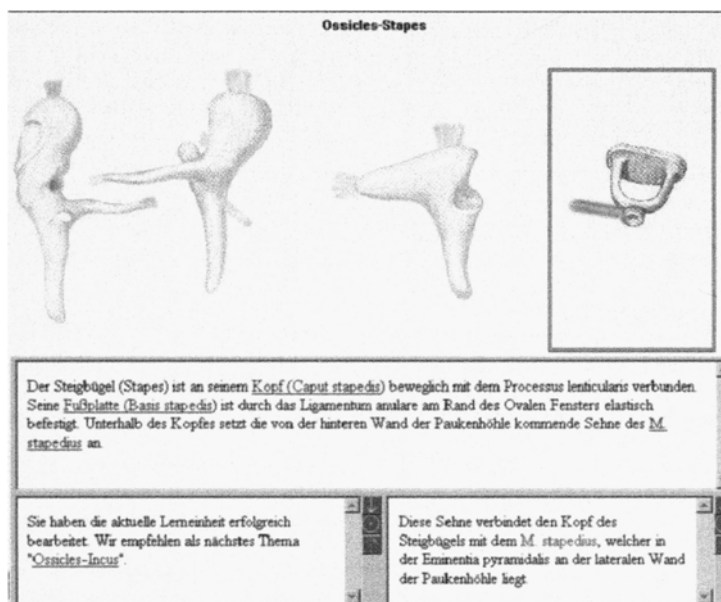 Ossicles-Stapes
Der Steigbügel (Stapes) ist an seinem Kopf (Caput stapedis) beweglich mit dem Processus lenticularis verbunden.
Seine Fußplatte (Basis stapedis) ist durch das Ligamentum anulare am Rand des Ovalen Fensters elastisch
befestigt. Unterhalb des Kopfes setzt die von der hinteren Wand der Paukenhöhle kommende Sehne des M.
stapedius an.
Sie haben die aktuelle Lerneinheit erfolgreich
bearbeitet. Wir empfehlen als nächstes Thema
"Ossicles-Incus".
Diese Sehne verbindet den Kopf des
Steigbügels mit dem M. stapedius, welcher in
der Eminentia pyramidalis an der lateralen Wand
der Paukenhöhle liegt